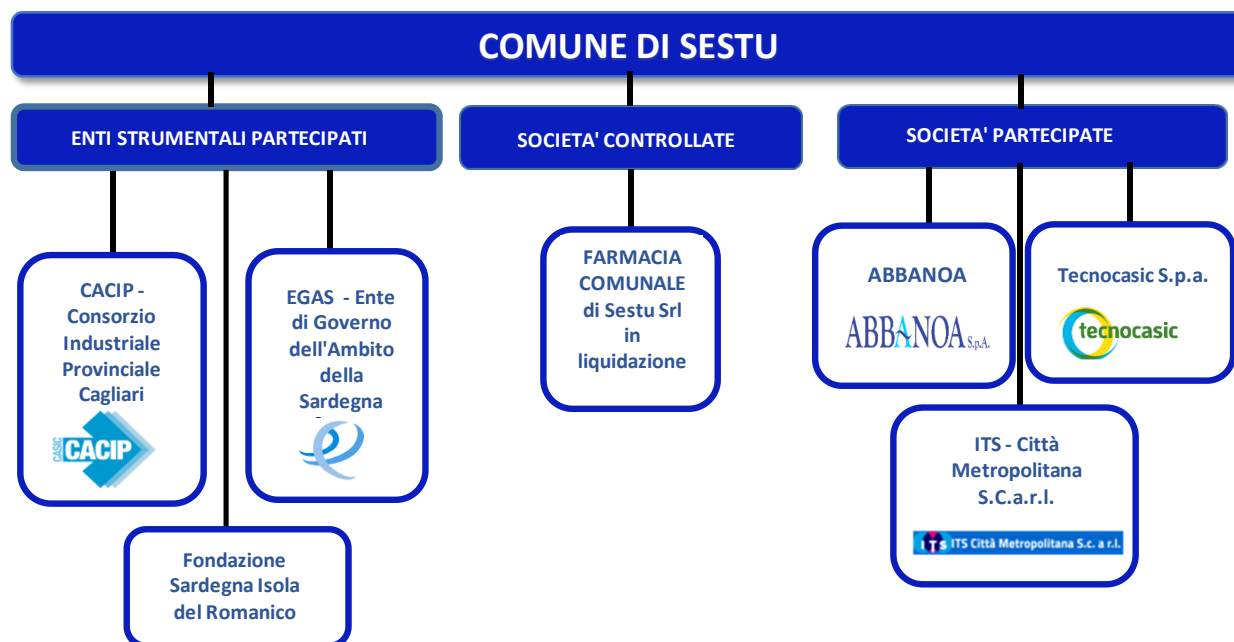 COMUNE DI SESTU
ENTI STRUMENTALI PARTECIPATI
SOCIETA' CONTROLLATE
SOCIETA' PARTECIPATE
CACIP -
Consorzio
Industriale
Provinciale
Cagliari
CASIC
CACIP
EGAS - Ente
di Governo
dell'Ambito
della
Sardegna
Fondazione
Sardegna Isola
del Romanico
FARMACIA
COMUNALE
di Sestu Srl
in
liquidazione
ABBANOA
ABBANOA S.p.A.
Tecnocasic S.p.a.
tecnocasic
ITS - Città
Metropolitana
S.C.a.r.l.
ITS ITS Città Metropolitana S.c. a r.l.